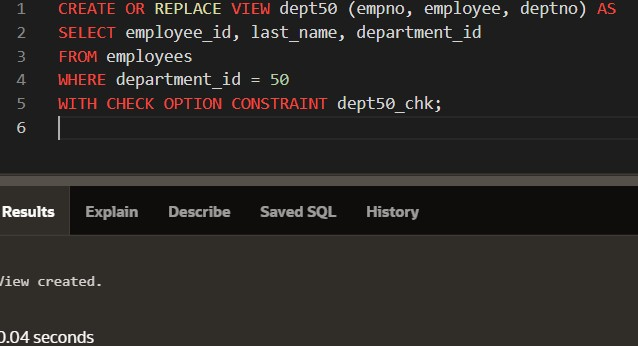 1 CREATE OR REPLACE VIEW dept50 (empno, employee, deptno) AS
2 SELECT employee_id, last_name, department_id
3 FROM employees
4 WHERE department_id = 50
5 WITH CHECK OPTION CONSTRAINT dept50_chk;
6
Results Explain Describe Saved SQL History
View created.
0.04 seconds